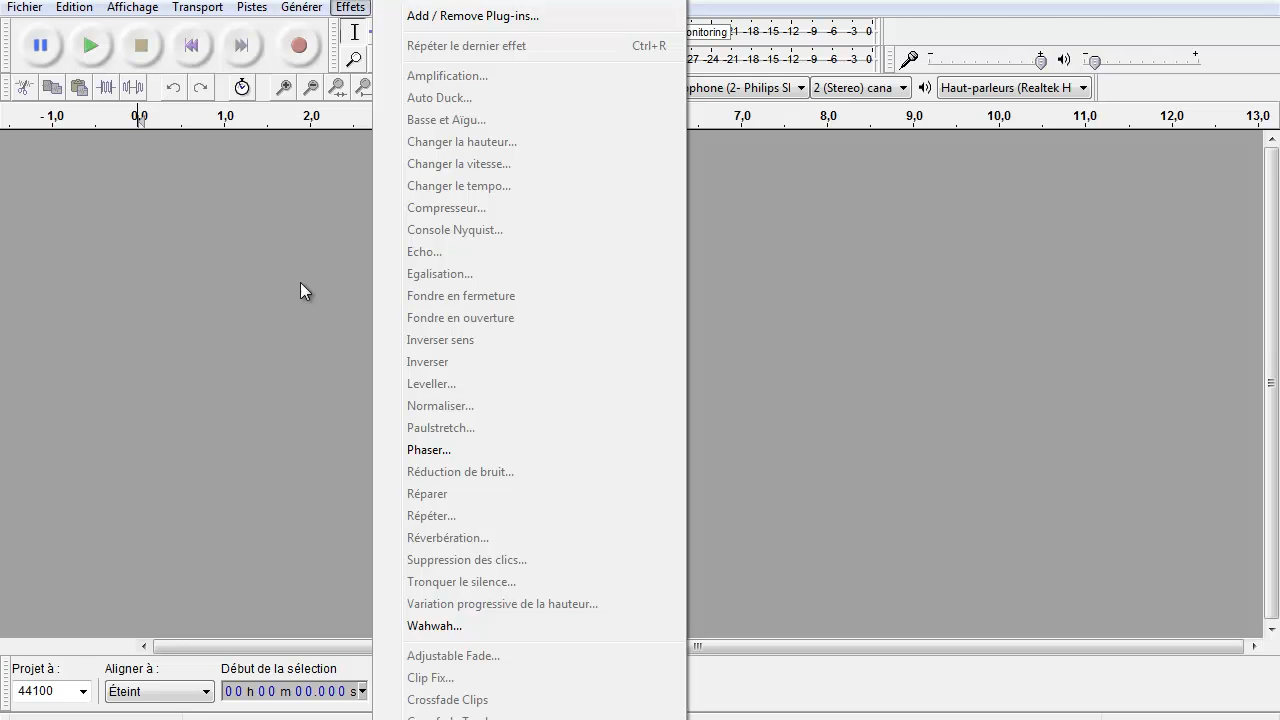 Fichier Edition Affichage Transport Pistes Générer Effets
Add / Remove Plug-ins...
Répéter le dernier effet Ctrl+R
Amplification...
Auto Duck...
Basse et Aïgu...
Changer la hauteur...
Changer la vitesse...
Changer le tempo...
Compresseur...
Console Nyquist...
Echo...
Egalisation...
Fondre en fermeture
Fondre en ouverture
Inverser sens
Inverser
Leveller...
Normaliser...
Paulstretch...
Phaser...
Réduction de bruit...
Réparer
Répéter...
Réverbération...
Suppression des clics...
Tronquer le silence...
Variation progressive de la hauteur...
Wahwah...
Adjustable Fade...
Clip Fix...
Crossfade Clips
onitoring -18 -15 -12 -9 -6 -3 0
-27 -24 -21 -18 -15 -12 -9 -6 -3 0
phone (2- Philips SI 2 (Stereo) cana Haut-parleurs (Realtek H
-1,0 0,0 1,0 2,0 7,0 8,0 9,0 10,0 11,0 12,0 13,0
Projet à : Aligner à : Début de la sélection
44100 Éteint 00 h 00 m 00.000 s